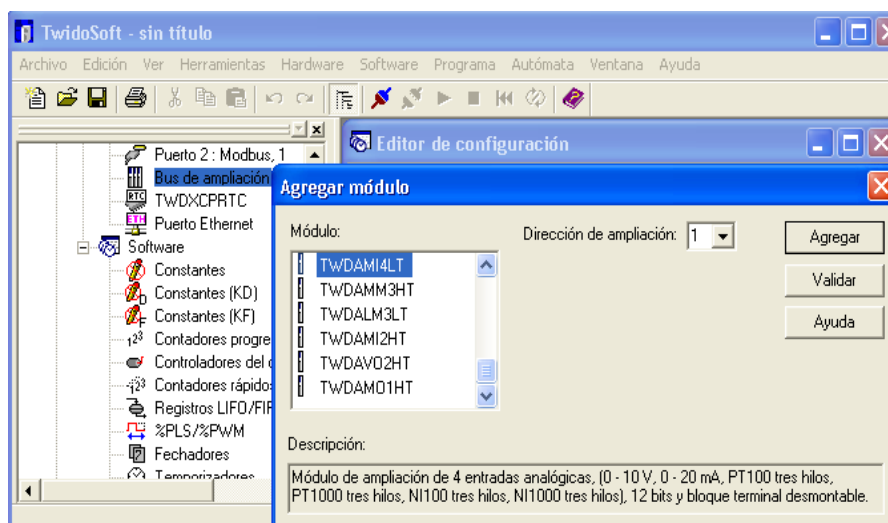 TwidoSoft - sin título
Archivo Edición Ver Herramientas Hardware Software Programa Autómata Ventana Ayuda
Puerto 2 : Modbus, 1
Bus de ampliación
RTC TWDXCPRTC
ETH Puerto Ethernet
Software
Constantes
Constantes (KD)
Constantes (KF)
Contadores progre
Controladores del
Contadores rápido
Registros LIFO/FIF
%PLS/%PWM
Fechadores
Temporizadores
Editor de configuración
Agregar módulo
Módulo:
TWDAMI4LT
TWDAMM3HT
TWDALM3LT
TWDAMI2HT
TWDAVO2HT
TWDAMO1HT
Dirección de ampliación: 1
Agregar
Validar
Ayuda
Descripción:
Módulo de ampliación de 4 entradas analógicas, (0 - 10 V, 0 - 20 mA, PT100 tres hilos,
PT1000 tres hilos, NI100 tres hilos, NI1000 tres hilos), 12 bits y bloque terminal desmontable.